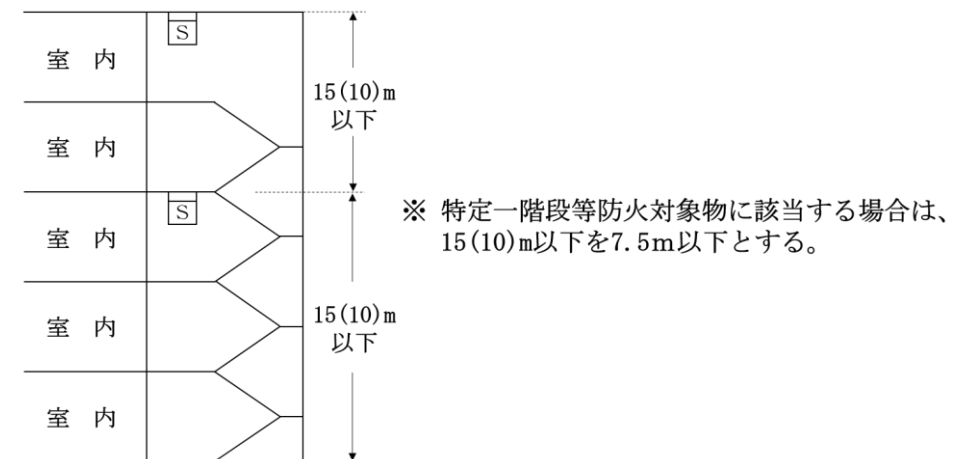 S
室 内
15(10)m
以下
室 内
S
室 内
※ 特定一階段等防火対象物に該当する場合は、
15(10)m以下を7.5m以下とする。
室 内
15(10)m
以下
室 内